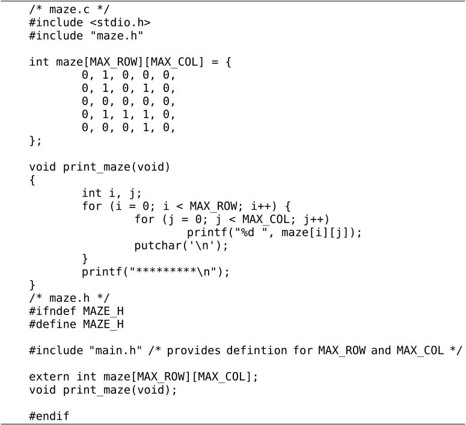 /* maze.c */
#include <stdio.h>
#include "maze.h"

int maze[MAX_ROW][MAX_COL] = {
        0, 1, 0, 0, 0,
        0, 1, 0, 1, 0,
        0, 0, 0, 0, 0,
        0, 1, 1, 1, 0,
        0, 0, 0, 1, 0,
};

void print_maze(void)
{
        int i, j;
        for (i = 0; i < MAX_ROW; i++) {
                for (j = 0; j < MAX_COL; j++)
                        printf("%d ", maze[i][j]);
                putchar('\n');
        }
        printf("*********\n");
}
/* maze.h */
#ifndef MAZE_H
#define MAZE_H

#include "main.h" /* provides defintion for MAX_ROW and MAX_COL */

extern int maze[MAX_ROW][MAX_COL];
void print_maze(void);

#endif